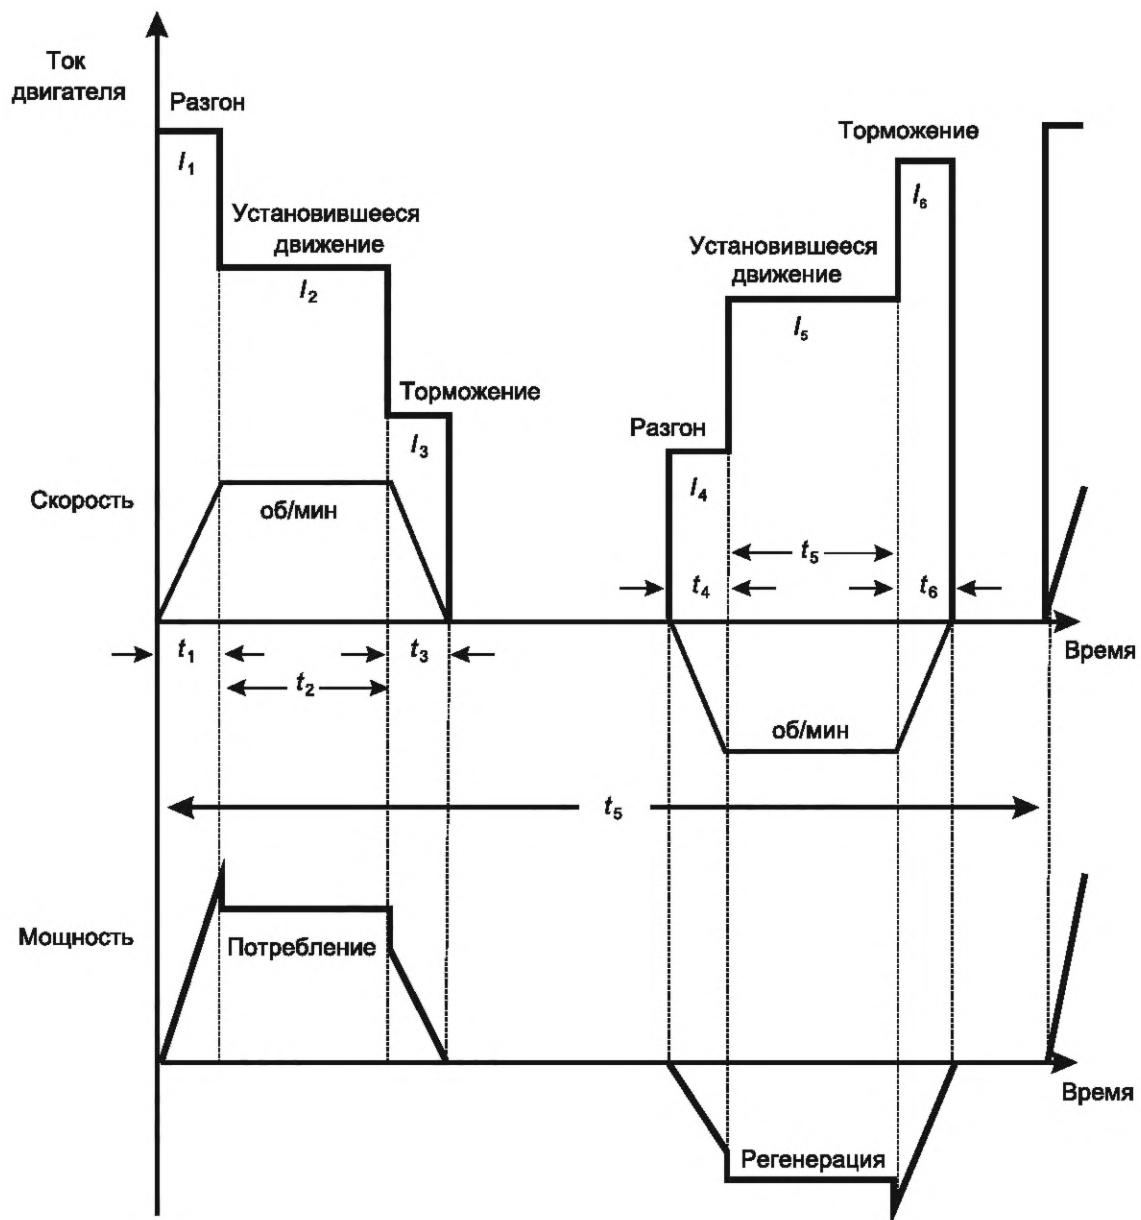 Ток
двигателя
Разгон
I₁
Установившееся
движение
I₂
Торможение
I₃
Скорость
об/мин
Торможение
I₆
Установившееся
движение
I₅
Разгон
I₄
t₅
t₄
t₆
Время
t₁
t₃
t₂
об/мин
t₅
Мощность
Потребление
Время
Регенерация